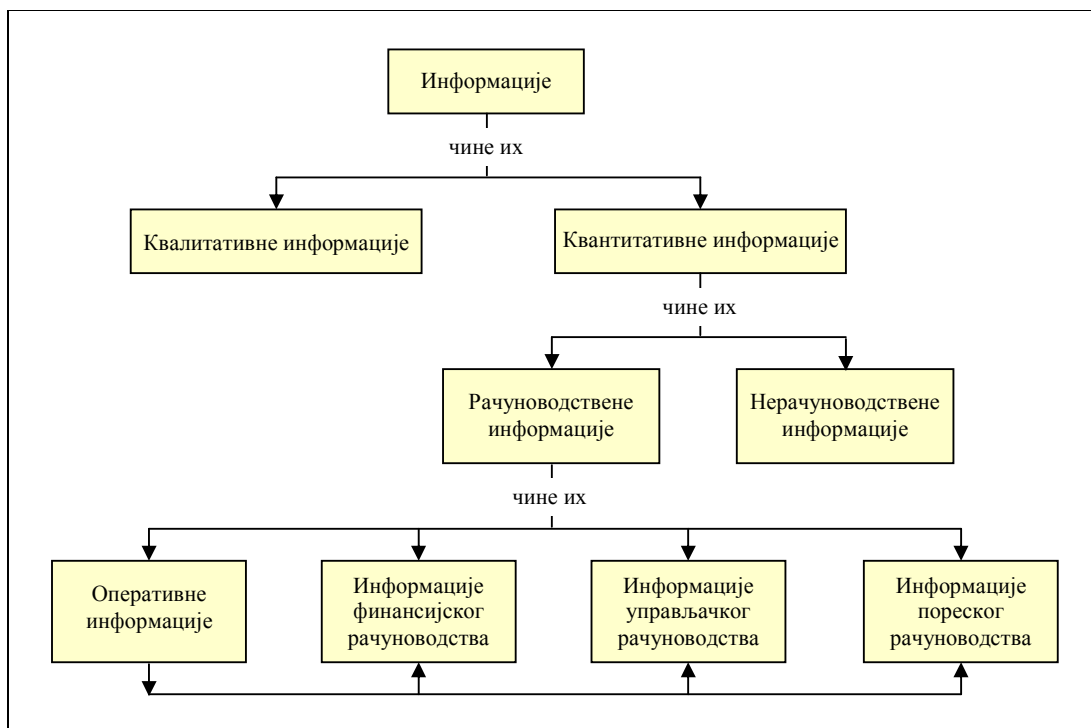 Информације
чине их
Квалитативне информације
Квантитативне информације
чине их
Рачуноводствене
информације
Нерачуноводствене
информације
чине их
Оперативне
информације
Информације
финансијског
рачуноводства
Информације
управљачког
рачуноводства
Информације
пореског
рачуноводства